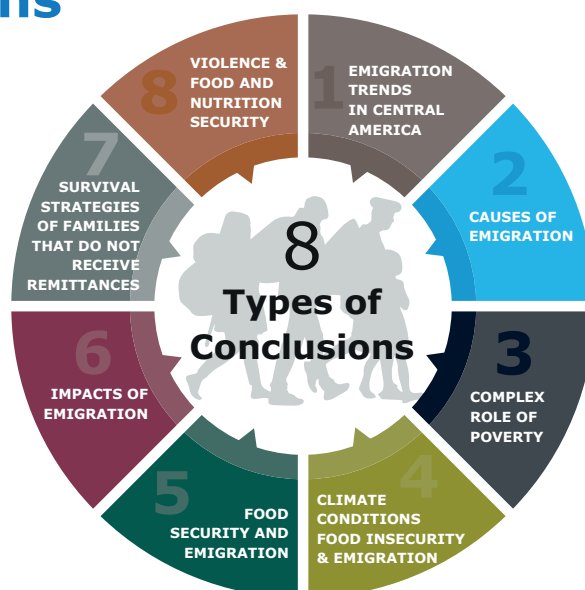 ns
8
Types of
Conclusions
1
EMIGRATION
TRENDS
IN CENTRAL
AMERICA
2
CAUSES OF
EMIGRATION
3
COMPLEX
ROLE OF
POVERTY
4
CLIMATE
CONDITIONS
FOOD INSECURITY
& EMIGRATION
5
FOOD
SECURITY AND
EMIGRATION
6
IMPACTS OF
EMIGRATION
7
SURVIVAL
STRATEGIES
OF FAMILIES
THAT DO NOT
RECEIVE
REMITTANCES
8
VIOLENCE &
FOOD AND
NUTRITION
SECURITY